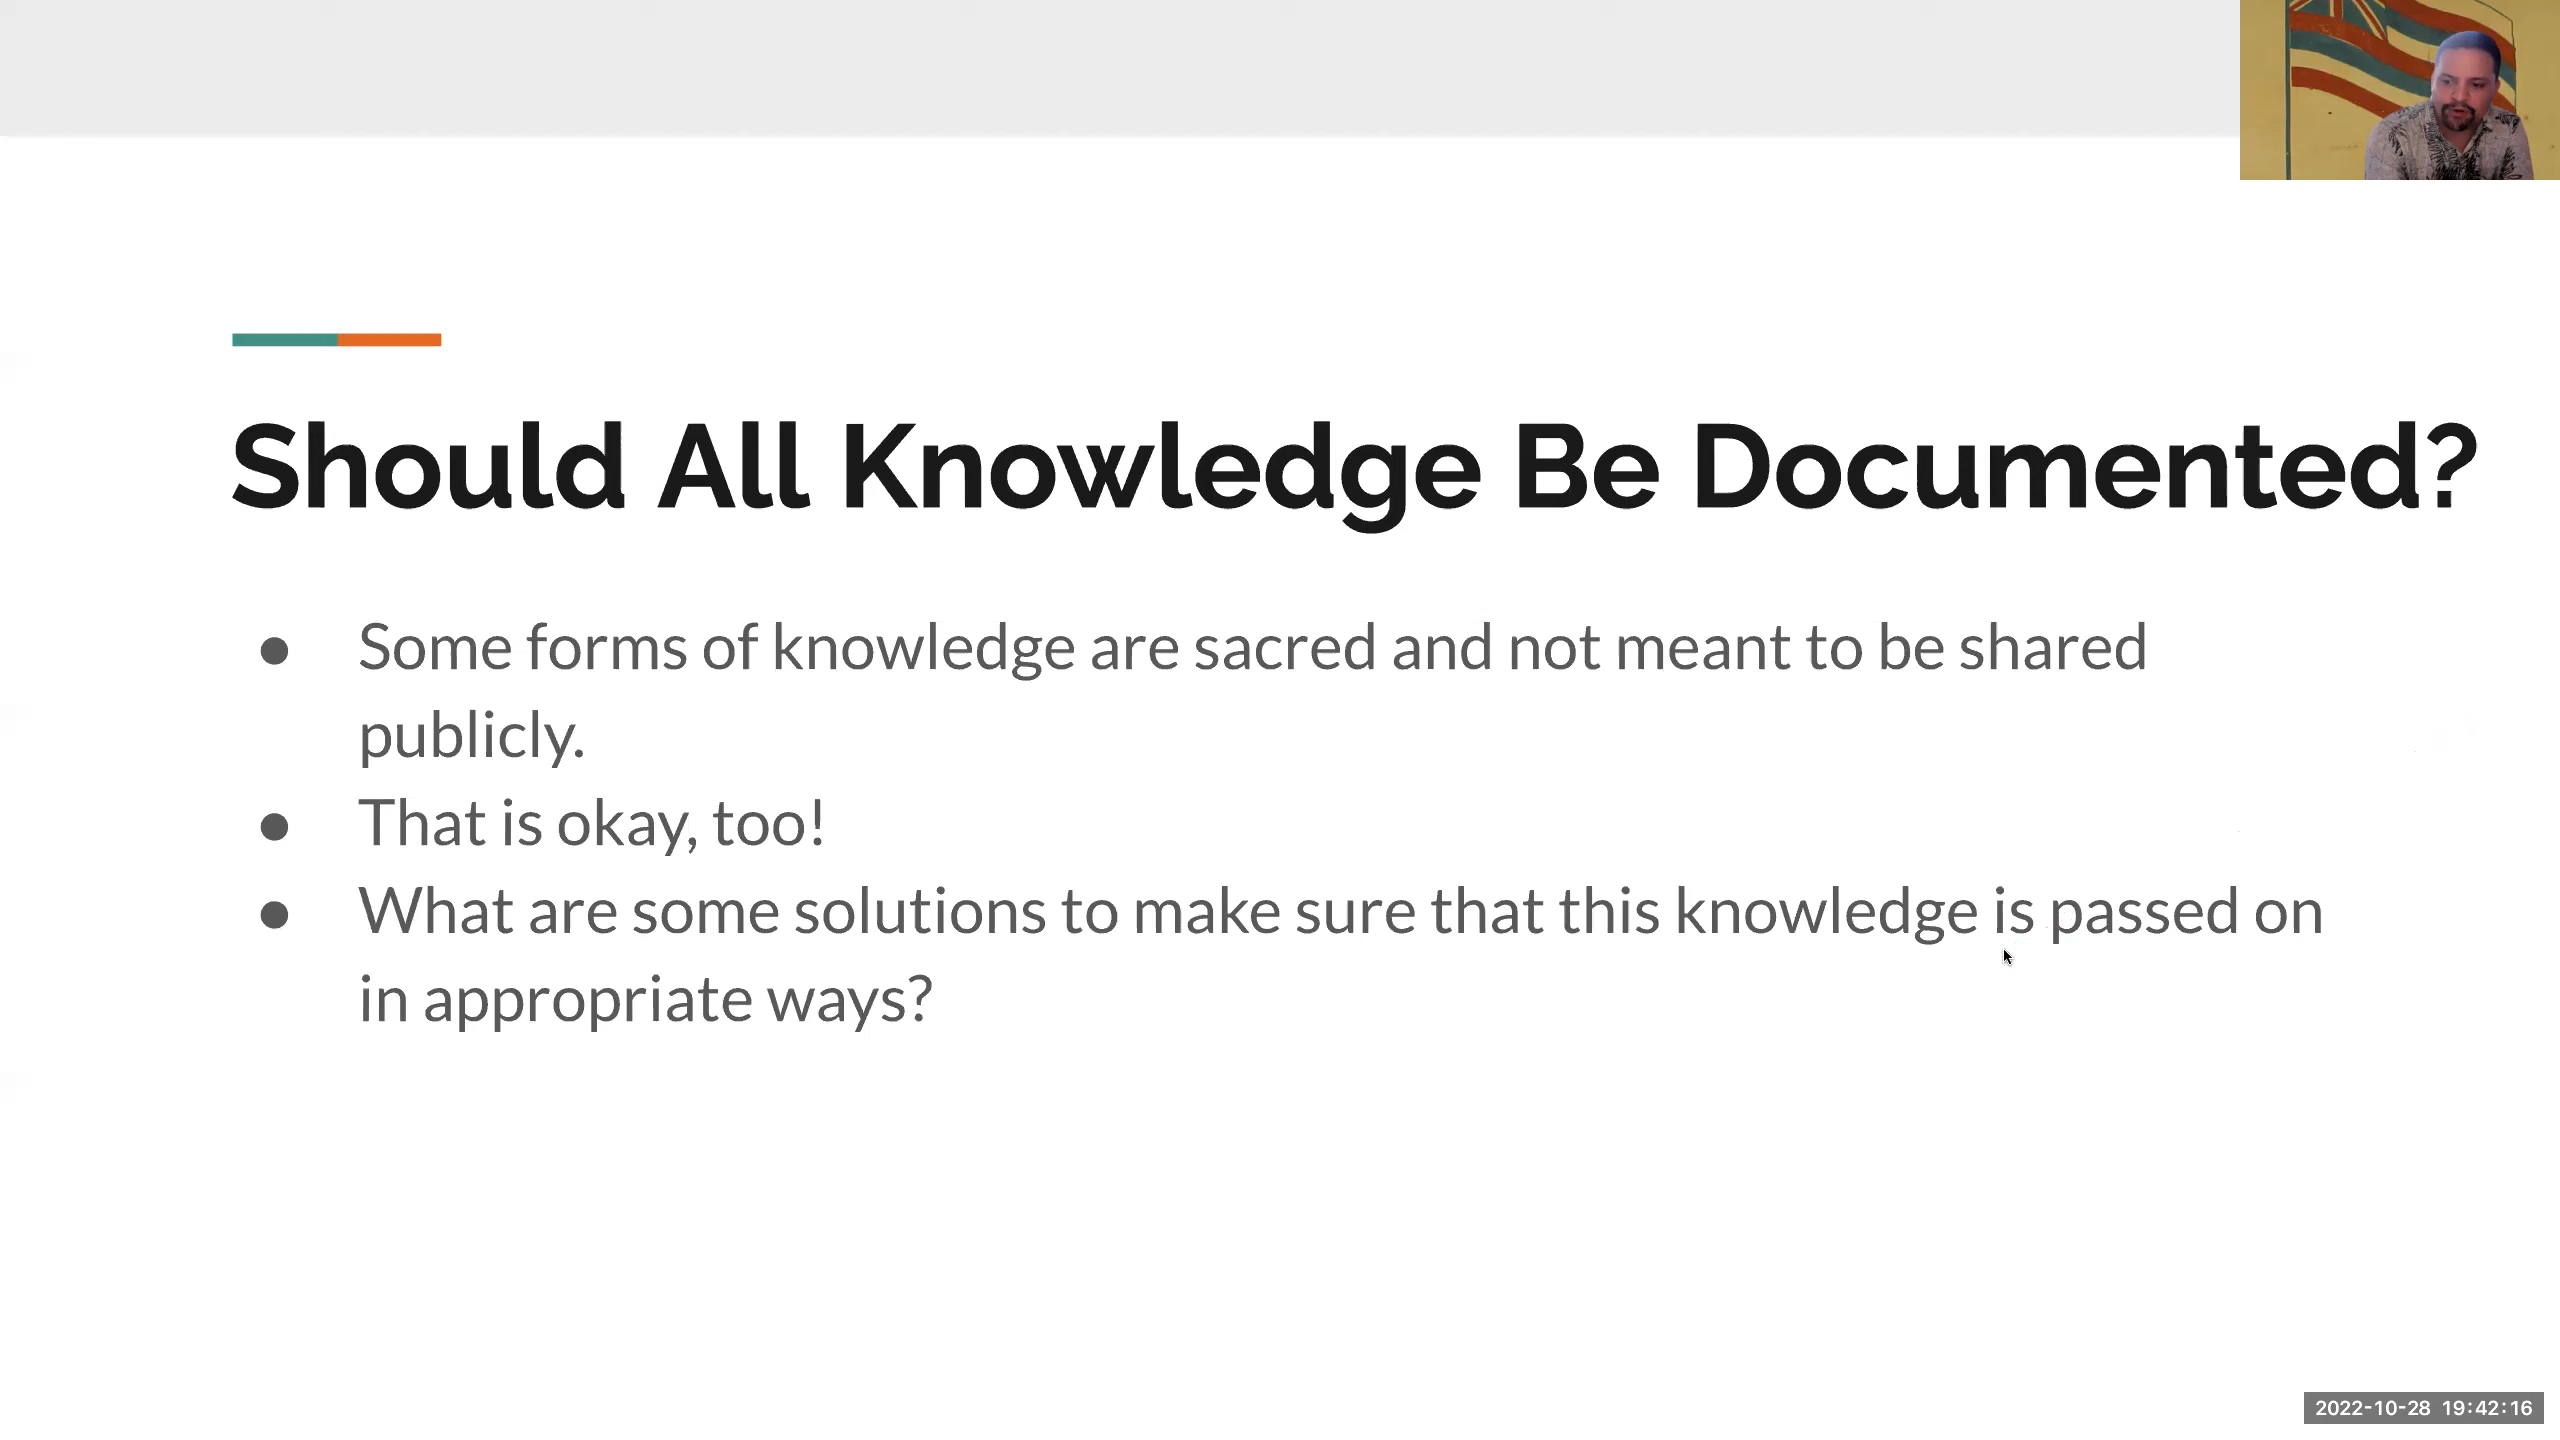 Should All Knowledge Be Documented?
● Some forms of knowledge are sacred and not meant to be shared
publicly.
● That is okay, too!
● What are some solutions to make sure that this knowledge is passed on
in appropriate ways?
2022-10-28 19:42:16